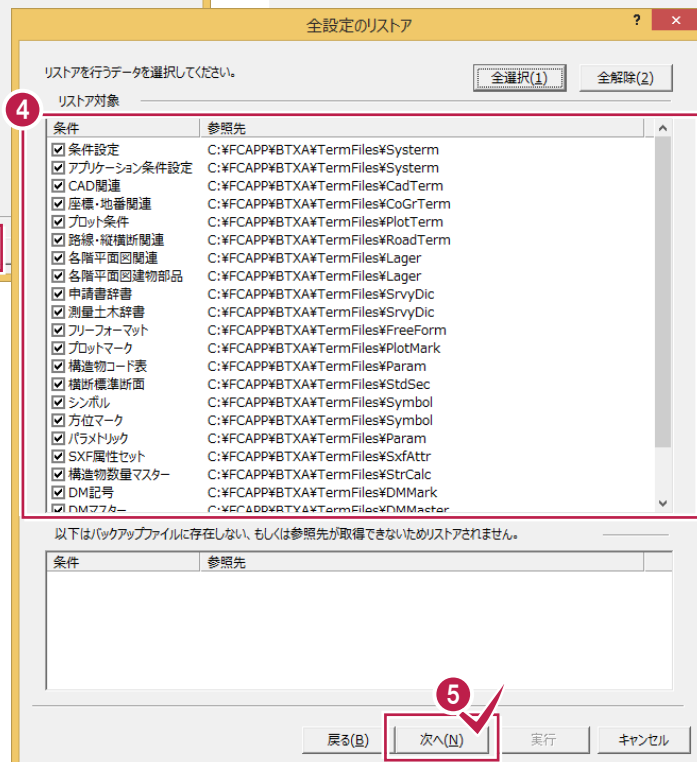 全設定のリストア ? ×
リストアを行うデータを選択してください。 全選択(1) 全解除(2)
リストア対象
4
条件 参照先
条件設定 C:¥FCAPP¥BTXA¥TermFiles¥Systerm
アプリケーション条件設定 C:¥FCAPP¥BTXA¥TermFiles¥Systerm
CAD関連 C:¥FCAPP¥BTXA¥TermFiles¥CadTerm
座標・地番関連 C:¥FCAPP¥BTXA¥TermFiles¥CoGrTerm
プロット条件 C:¥FCAPP¥BTXA¥TermFiles¥PlotTerm
路線・縦横断関連 C:¥FCAPP¥BTXA¥TermFiles¥RoadTerm
各階平面図関連 C:¥FCAPP¥BTXA¥TermFiles¥Lager
各階平面図建物部品 C:¥FCAPP¥BTXA¥TermFiles¥Lager
申請書辞書 C:¥FCAPP¥BTXA¥TermFiles¥SrvyDic
測量土木辞書 C:¥FCAPP¥BTXA¥TermFiles¥SrvyDic
フリーフォーマット C:¥FCAPP¥BTXA¥TermFiles¥FreeForm
プロットマーク C:¥FCAPP¥BTXA¥TermFiles¥PlotMark
構造物コード表 C:¥FCAPP¥BTXA¥TermFiles¥Param
横断標準断面 C:¥FCAPP¥BTXA¥TermFiles¥StdSec
シンボル C:¥FCAPP¥BTXA¥TermFiles¥Symbol
方位マーク C:¥FCAPP¥BTXA¥TermFiles¥Symbol
パラメトリック C:¥FCAPP¥BTXA¥TermFiles¥Param
SXF属性セット C:¥FCAPP¥BTXA¥TermFiles¥SxfAttr
構造物数量マスター C:¥FCAPP¥BTXA¥TermFiles¥StrCalc
DM記号 C:¥FCAPP¥BTXA¥TermFiles¥DMMark
DMマスター C:¥FCAPP¥BTXA¥TermFiles¥DMMaster
以下はバックアップファイルに存在しない、もしくは参照先が取得できないためリストアされません。
条件 参照先
5
戻る(B) 次へ(N) 実行 キャンセル